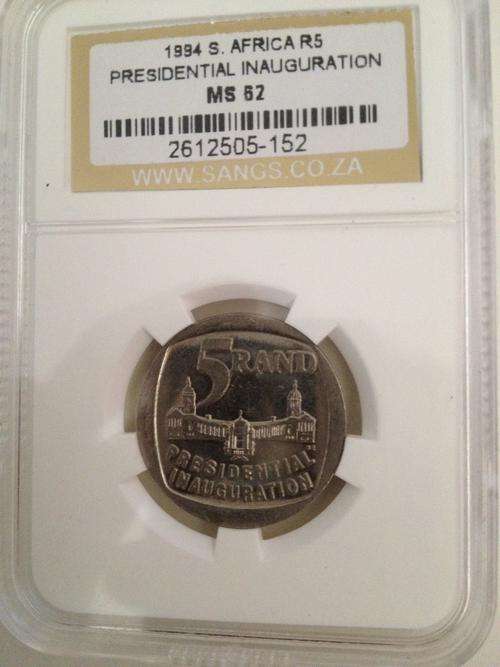 1994 S. AFRICA R5
PRESIDENTIAL INAUGURATION
MS 62
2612505-152
WWW.SANGS.CO.ZA
5 RAND
PRESIDENTIAL
INAUGURATION